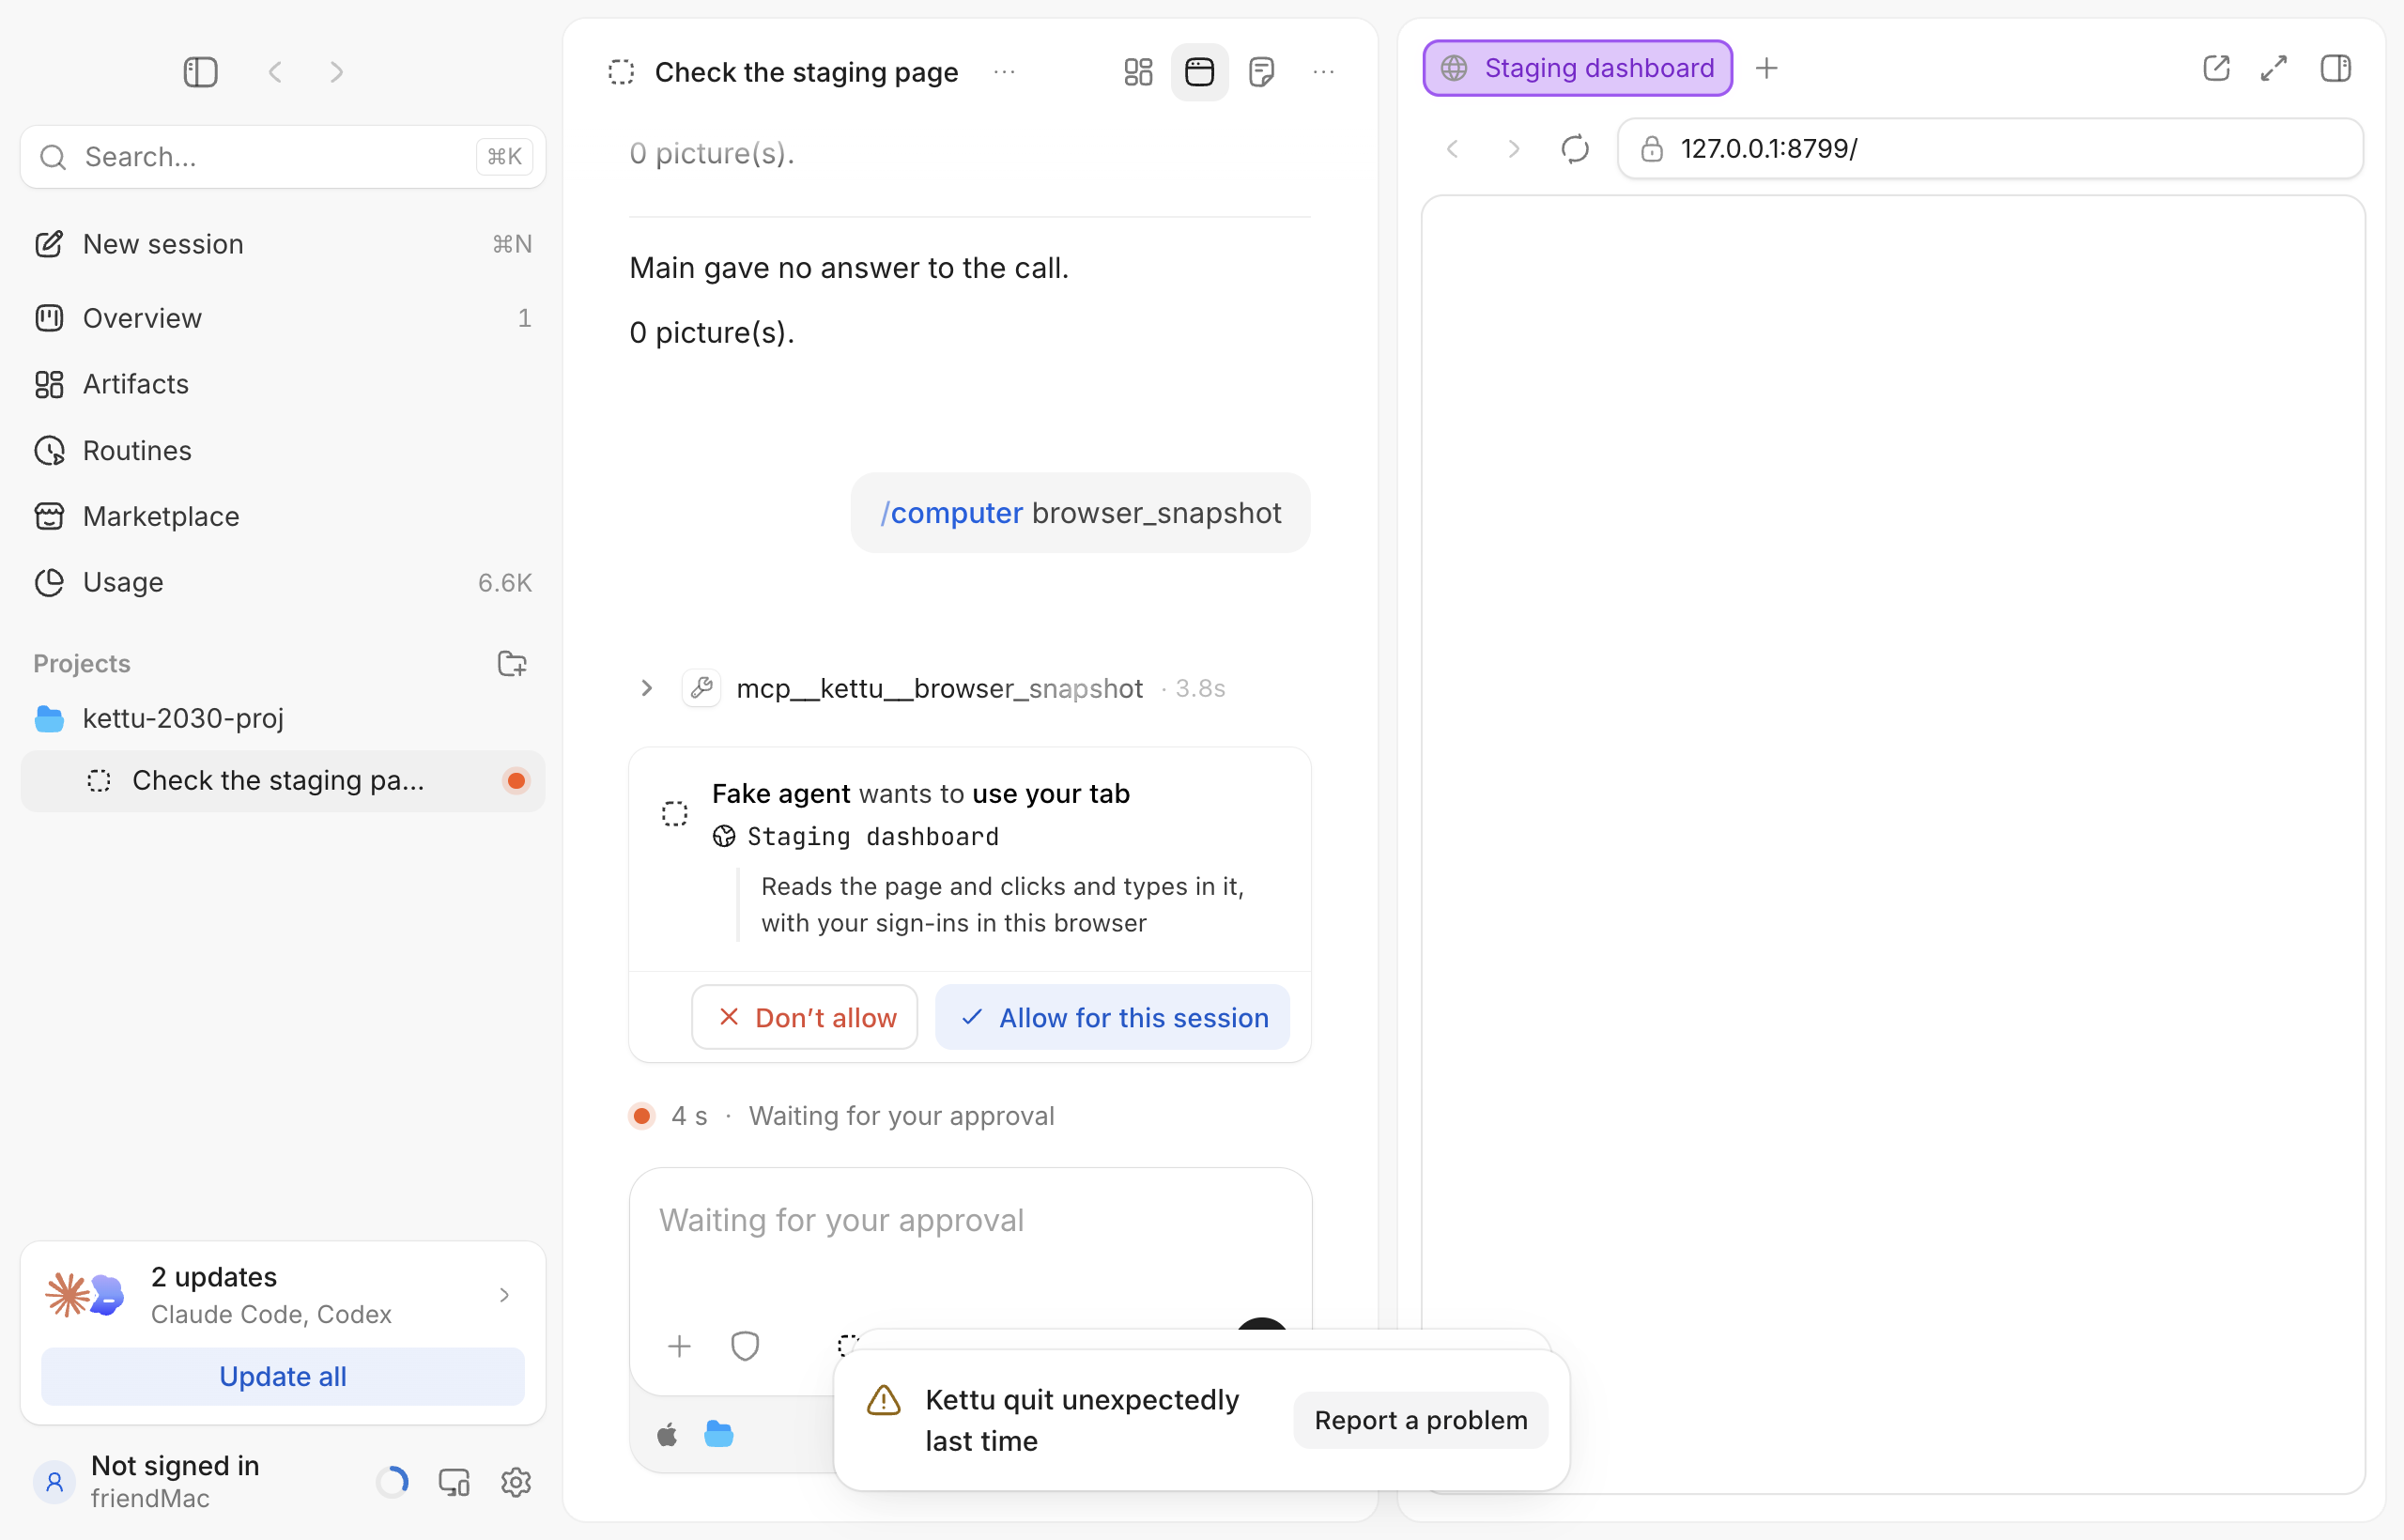 Search...
⌘K
New session
⌘N
Overview
1
Artifacts
Routines
Marketplace
Usage
6.6K
Projects
kettu-2030-proj
Check the staging pa...
2 updates
Claude Code, Codex
Update all
Not signed in
friendMac
Check the staging page
0 picture(s).
Main gave no answer to the call.
0 picture(s).
/computer browser_snapshot
mcp__kettu__browser_snapshot · 3.8s
Fake agent wants to use your tab
Staging dashboard
Reads the page and clicks and types in it,
with your sign-ins in this browser
Don’t allow
Allow for this session
4 s · Waiting for your approval
Waiting for your approval
Kettu quit unexpectedly
last time
Report a problem
Staging dashboard
127.0.0.1:8799/